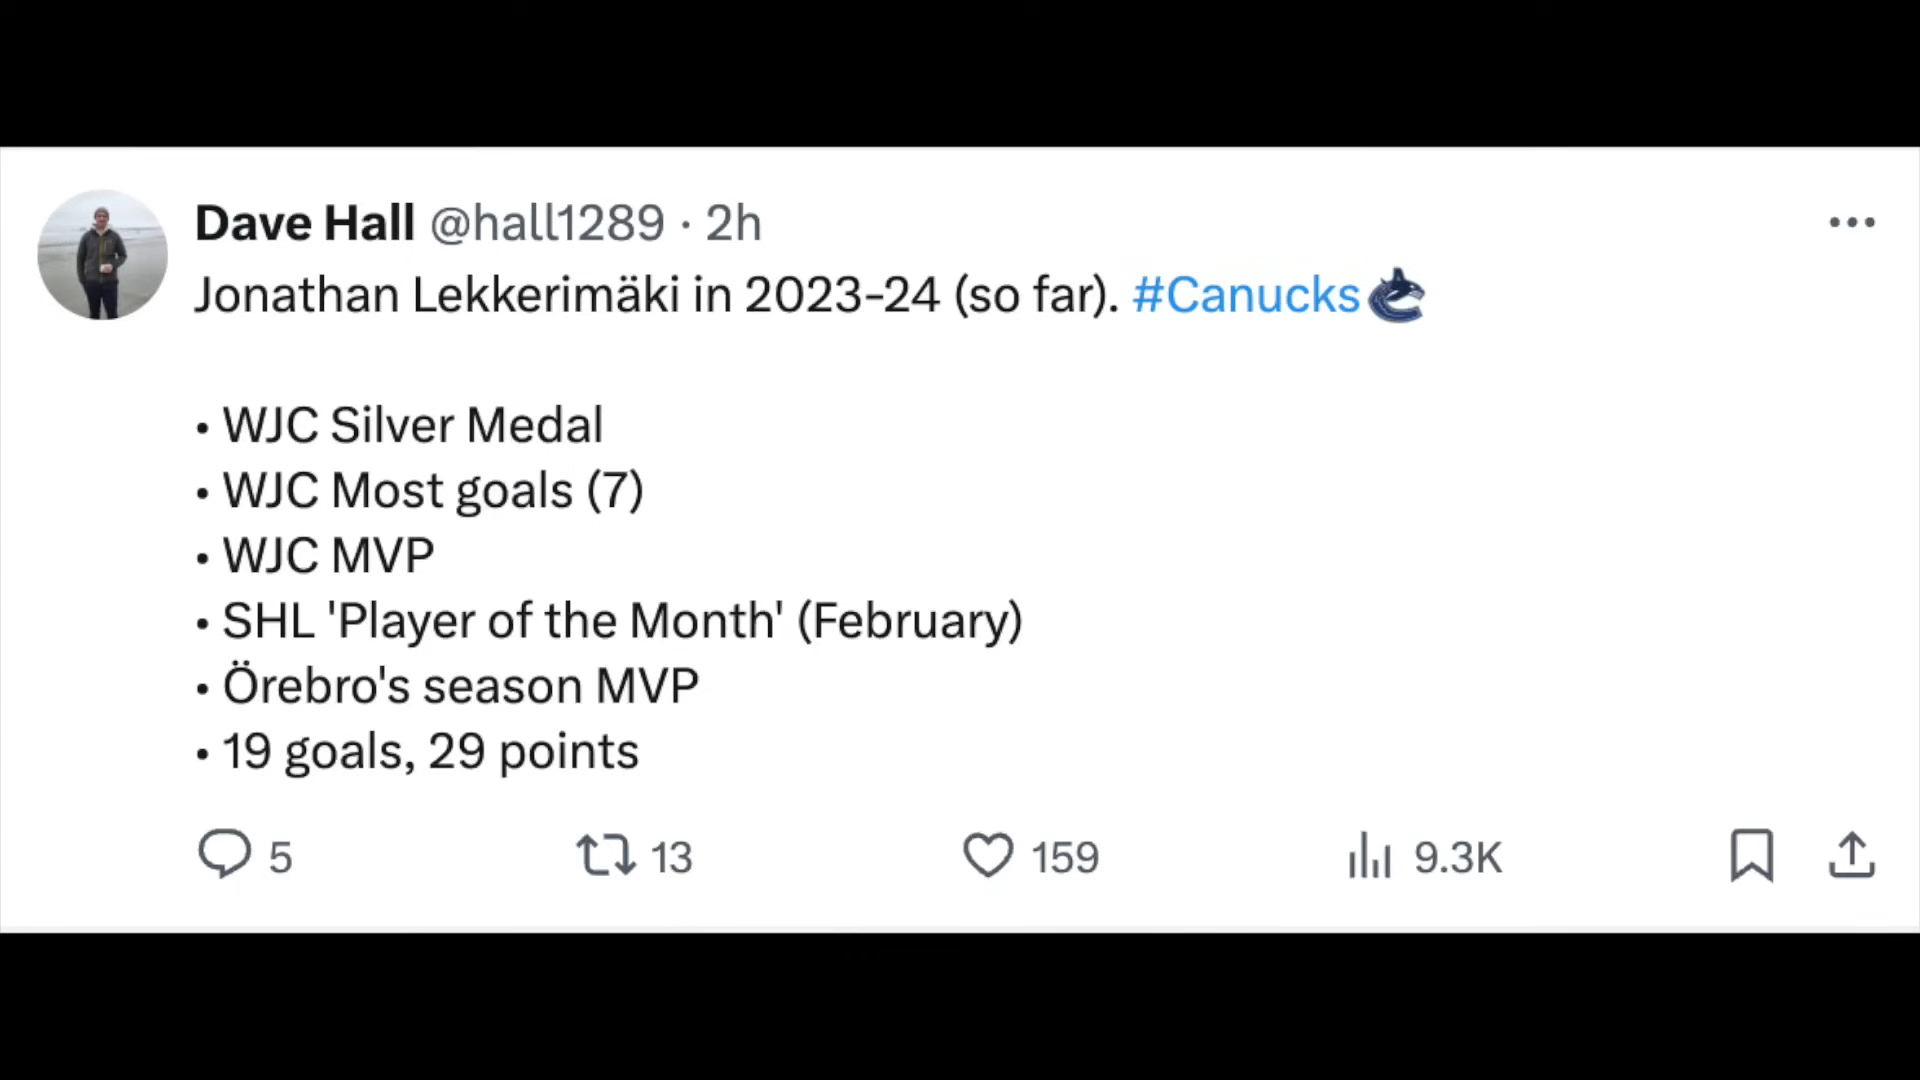 Dave Hall @hall1289 · 2h
Jonathan Lekkerimäki in 2023-24 (so far). #Canucks
• WJC Silver Medal
• WJC Most goals (7)
• WJC MVP
• SHL 'Player of the Month' (February)
• Örebro's season MVP
• 19 goals, 29 points
5 13 159 9.3K